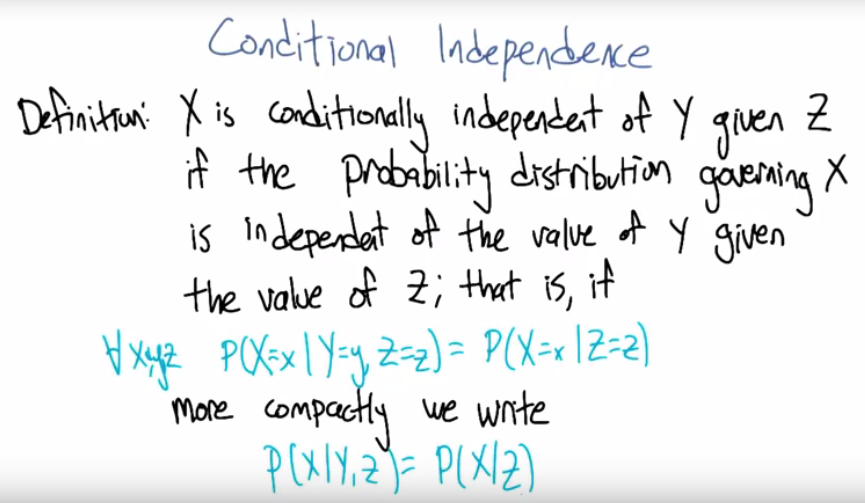 Conditional Independence
Definition: X is conditionally independent of Y given Z
if the probability distribution governing X
is independent of the value of Y given
the value of Z; that is, if
∀x,y,z P(X=x|Y=y, Z=z) = P(X=x|Z=z)
more compactly we write
P(X|Y,Z) = P(X|Z)